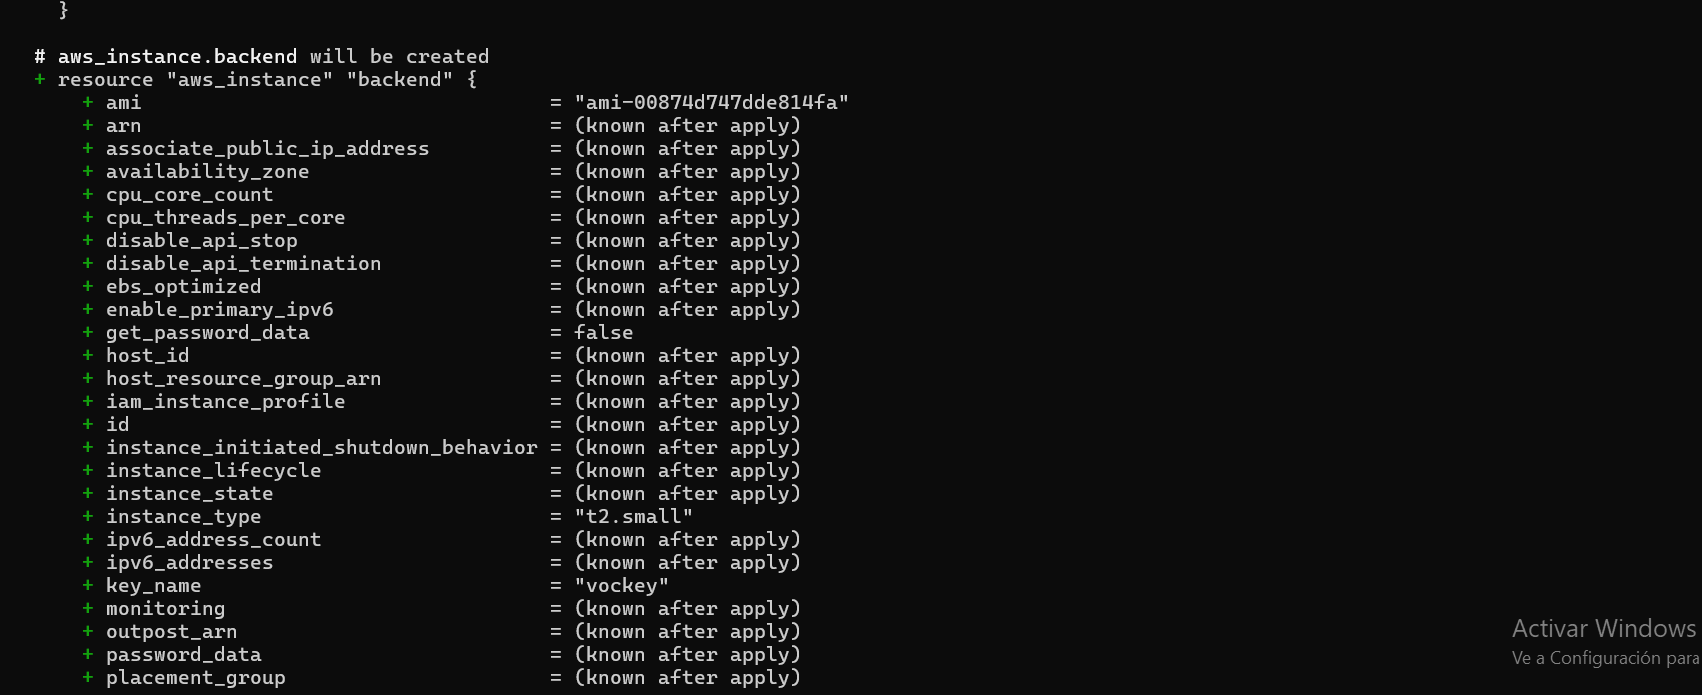 }
# aws_instance.backend will be created
+ resource "aws_instance" "backend" {
+ ami = "ami-00874d747dde814fa"
+ arn = (known after apply)
+ associate_public_ip_address = (known after apply)
+ availability_zone = (known after apply)
+ cpu_core_count = (known after apply)
+ cpu_threads_per_core = (known after apply)
+ disable_api_stop = (known after apply)
+ disable_api_termination = (known after apply)
+ ebs_optimized = (known after apply)
+ enable_primary_ipv6 = (known after apply)
+ get_password_data = false
+ host_id = (known after apply)
+ host_resource_group_arn = (known after apply)
+ iam_instance_profile = (known after apply)
+ id = (known after apply)
+ instance_initiated_shutdown_behavior = (known after apply)
+ instance_lifecycle = (known after apply)
+ instance_state = (known after apply)
+ instance_type = "t2.small"
+ ipv6_address_count = (known after apply)
+ ipv6_addresses = (known after apply)
+ key_name = "vockey"
+ monitoring = (known after apply)
+ outpost_arn = (known after apply)
+ password_data = (known after apply)
+ placement_group = (known after apply)
Activar Windows
Ve a Configuración para